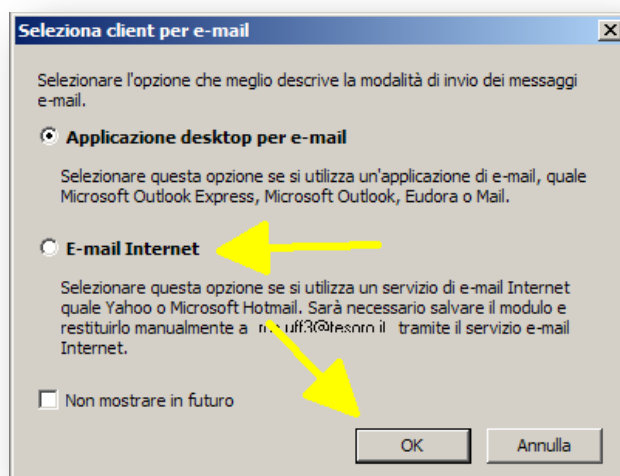 Seleziona client per e-mail
Selezionare l'opzione che meglio descrive la modalità di invio dei messaggi
e-mail.
Applicazione desktop per e-mail
Selezionare questa opzione se si utilizza un'applicazione di e-mail, quale
Microsoft Outlook Express, Microsoft Outlook, Eudora o Mail.
E-mail Internet
Selezionare questa opzione se si utilizza un servizio di e-mail Internet
quale Yahoo o Microsoft Hotmail. Sarà necessario salvare il modulo e
restituirlo manualmente a tramite il servizio e-mail
Internet.
Non mostrare in futuro
OK
Annulla